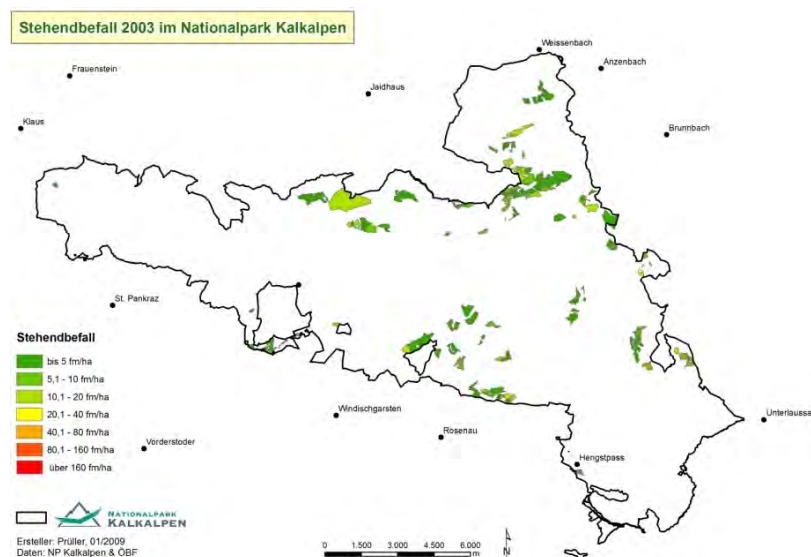 Stehendbefall 2003 im Nationalpark Kalkalpen
Weissenbach
Frauenstein
Anzenbach
Jaidhaus
Klaus
Brunnbach
St. Pankraz
Stehendbefall
bis 5 fm/ha
5,1 - 10 fm/ha
10,1 - 20 fm/ha
20,1 - 40 fm/ha
40,1 - 80 fm/ha
80,1 - 160 fm/ha
über 160 fm/ha
Windischgarsten
Unterlaussa
Rosenau
Vorderstoder
Hengstpass
NATIONALPARK
KALKALPEN
Ersteller: Prüller, 01/2009
Daten: NP Kalkalpen & ÖBF
0 1.500 3.000 4.500 6.000
m
N